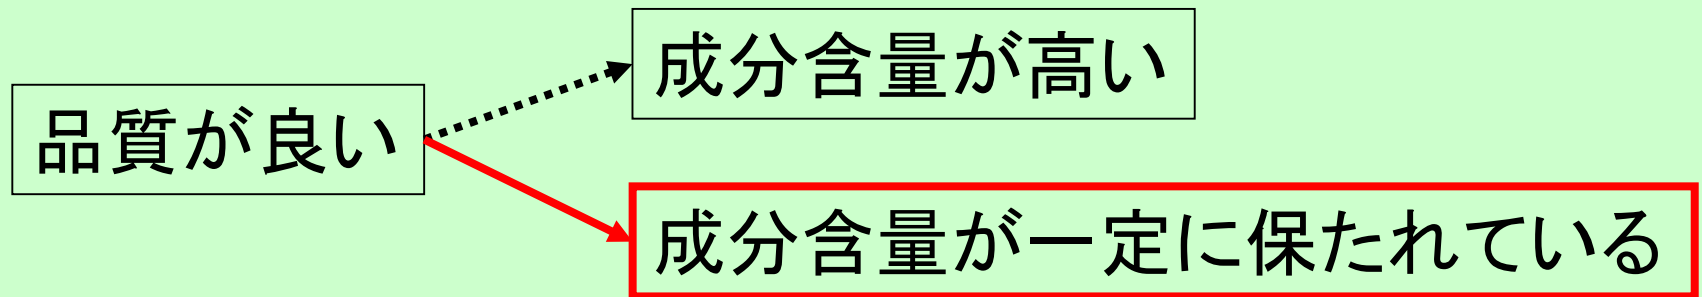 成分含量が高い
品質が良い
成分含量が一定に保たれている